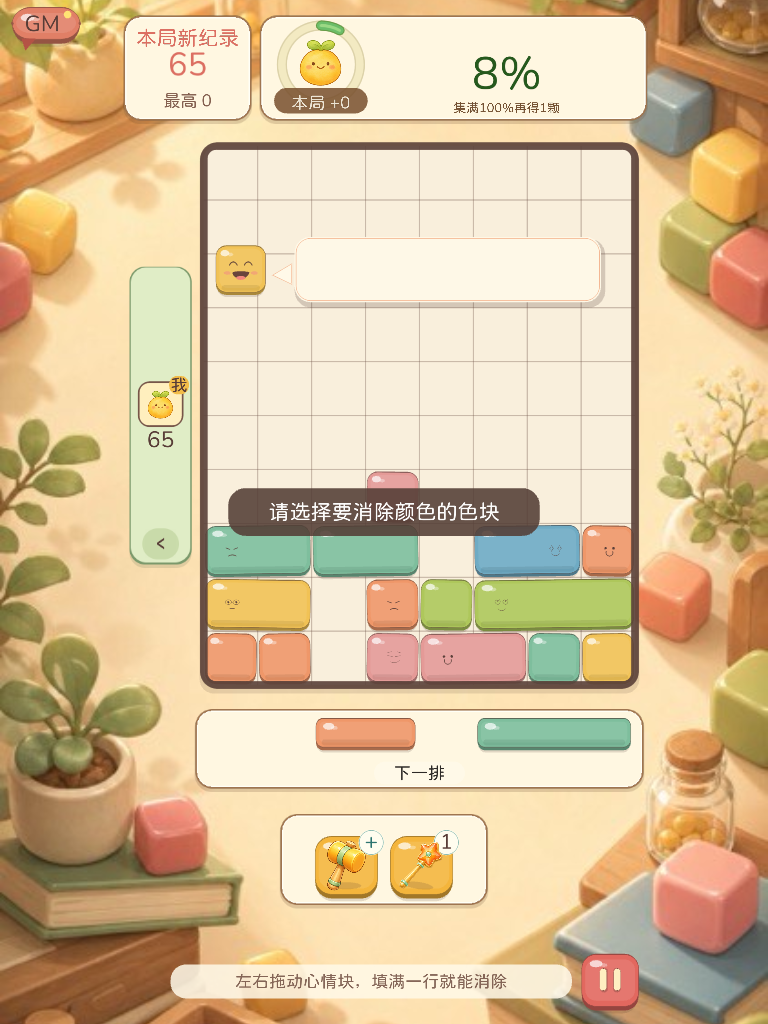 GM
本局新纪录
65
最高 0
本局 +0
8%
集满100%再得1颗
我
65
<
请选择要消除颜色的色块
下一排
+
1
左右拖动心情块，填满一行就能消除